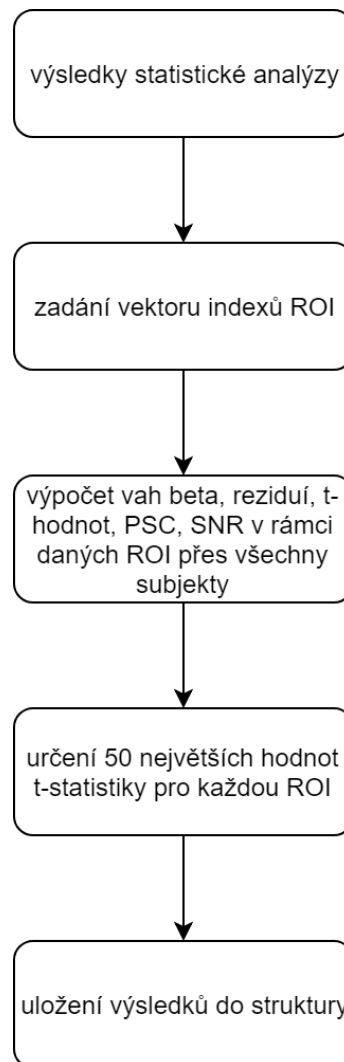 výsledky statistické analýzy
zadání vektoru indexů ROI
výpočet vah beta, reziduí, t-
hodnot, PSC, SNR v rámci
daných ROI přes všechny
subjekty
určení 50 největších hodnot
t-statistiky pro každou ROI
uložení výsledků do struktury